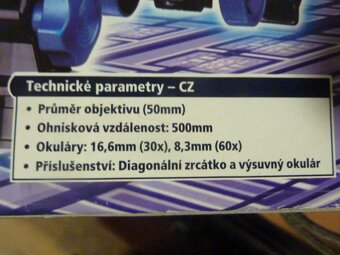 Technické parametry – CZ
• Průměr objektivu (50mm)
• Ohnisková vzdálenost: 500mm
• Okuláry: 16,6mm (30x), 8,3mm (60x)
• Příslušenství: Diagonální zrcátko a výsuvný okulár